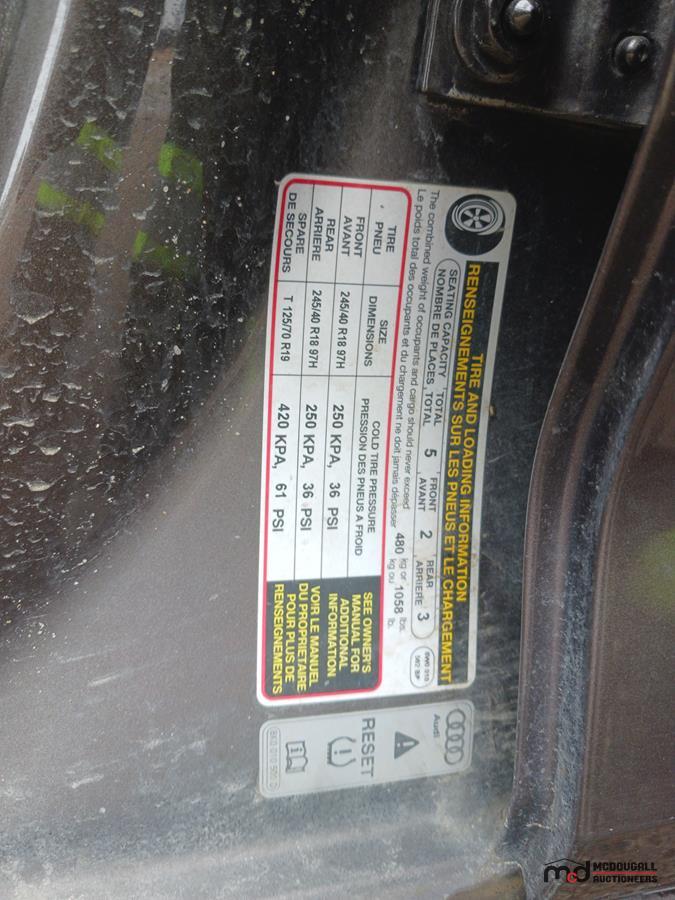 TIRE AND LOADING INFORMATION
RENSEIGNEMENTS SUR LES PNEUS ET LE CHARGEMENT
SEATING CAPACITY TOTAL 5 FRONT 2 REAR 3
NOMBRE DE PLACES TOTAL AVANT ARRIERE
The combined weight of occupants and cargo should never exceed 480 kg or 1058 lbs.
Le poids total des occupants et du chargement ne doit jamais dépasser kg ou lb.
TIRE SIZE COLD TIRE PRESSURE
PNEU DIMENSIONS PRESSION DES PNEUS A FROID
FRONT 245/40 R18 97H 250 KPA, 36 PSI
AVANT
REAR 245/40 R18 97H 250 KPA, 36 PSI
ARRIERE
SPARE T 125/70 R19 420 KPA, 61 PSI
DE SECOURS
SEE OWNER'S
MANUAL FOR
ADDITIONAL
INFORMATION
VOIR LE MANUEL
DU PROPRIETAIRE
POUR PLUS DE
RENSEIGNEMENTS
Audi
RESET
8K0 010 500 D
MCDOUGALL
AUCTIONEERS